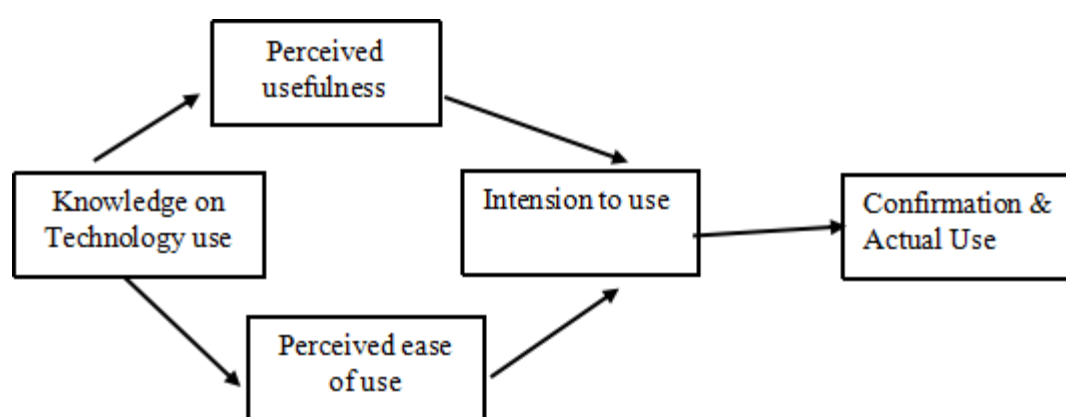 Perceived
usefulness
Knowledge on
Technology use
Intension to use
Confirmation &
Actual Use
Perceived ease
of use